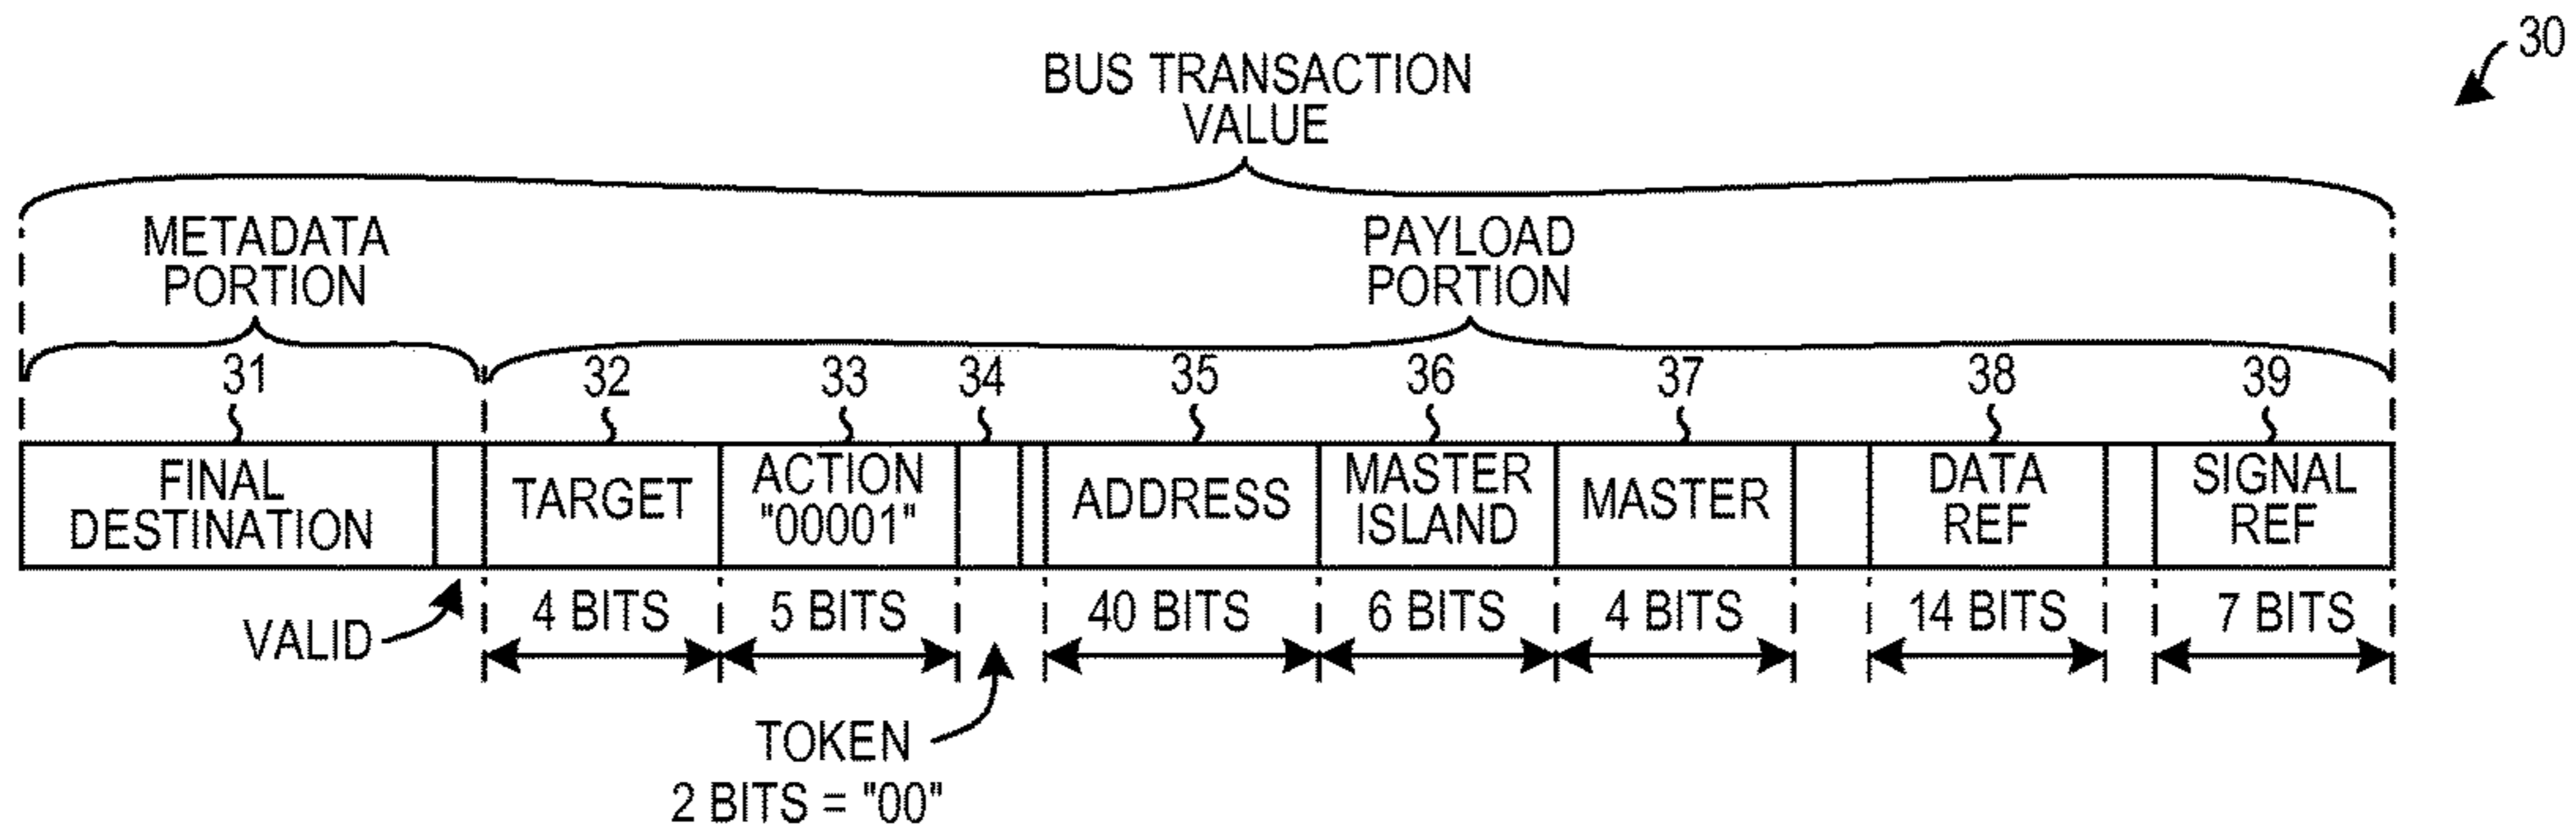 30
BUS TRANSACTION
VALUE
METADATA
PORTION
PAYLOAD
PORTION
31
32
33
34
35
36
37
38
39
FINAL
DESTINATION
TARGET
ACTION
"00001"
ADDRESS
MASTER
ISLAND
MASTER
DATA
REF
SIGNAL
REF
VALID
4 BITS
5 BITS
40 BITS
6 BITS
4 BITS
14 BITS
7 BITS
TOKEN
2 BITS = "00"